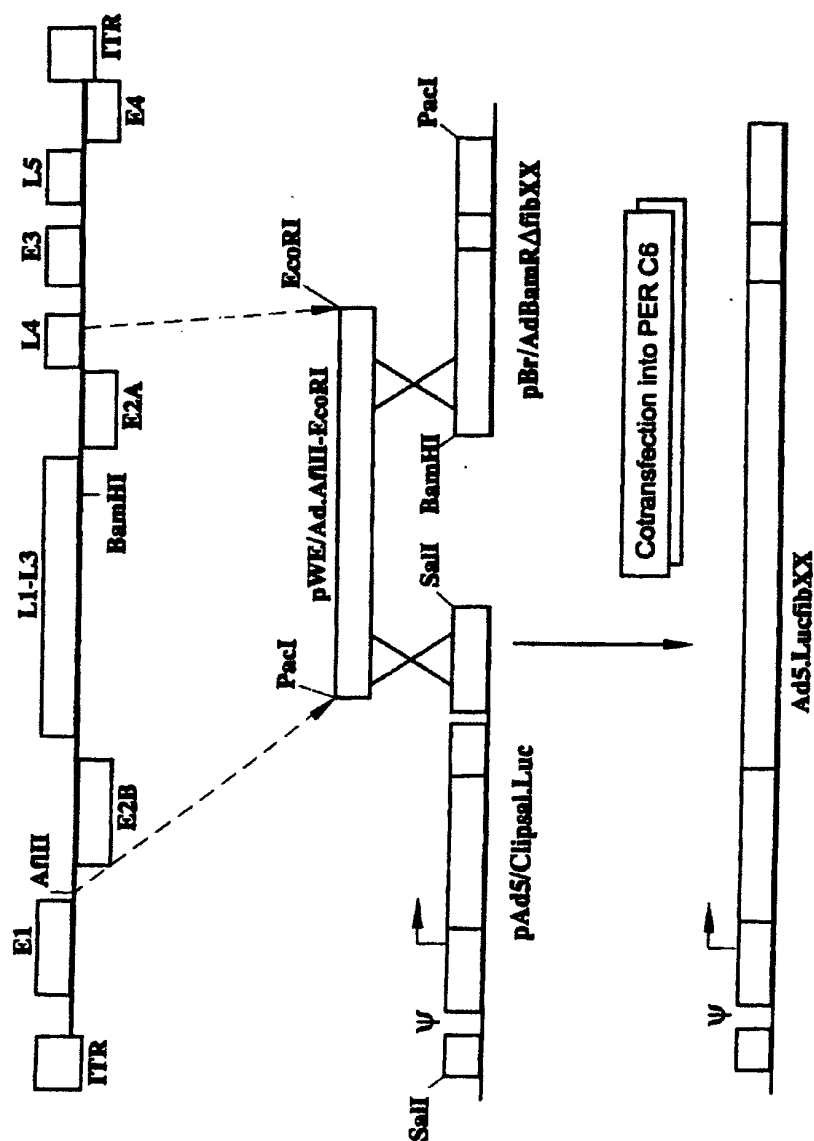 ITR
E1
AflII
E2B
L1-L3
BamHI
E2A
L4
E3
L5
E4
ITR
PacI
pWE/Ad.AflII-EcoRI
EcoRI
SalI
ψ
pAd5/Clipsal.Luc
SalI
BamHI
pBr/AdBamRΔfibXX
PacI
Cotransfection into PER C6
ψ
Ad5.LucfibXX